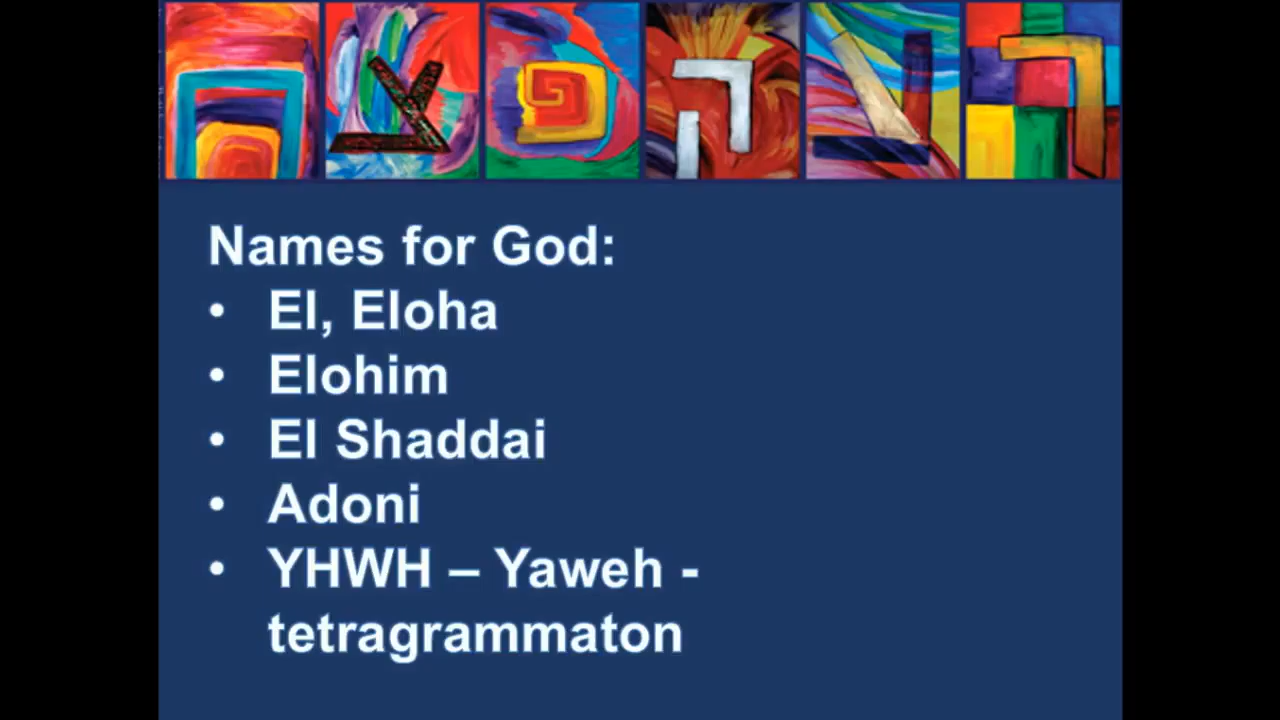 Names for God:
• El, Eloha
• Elohim
• El Shaddai
• Adoni
• YHWH – Yaweh -
tetragrammaton